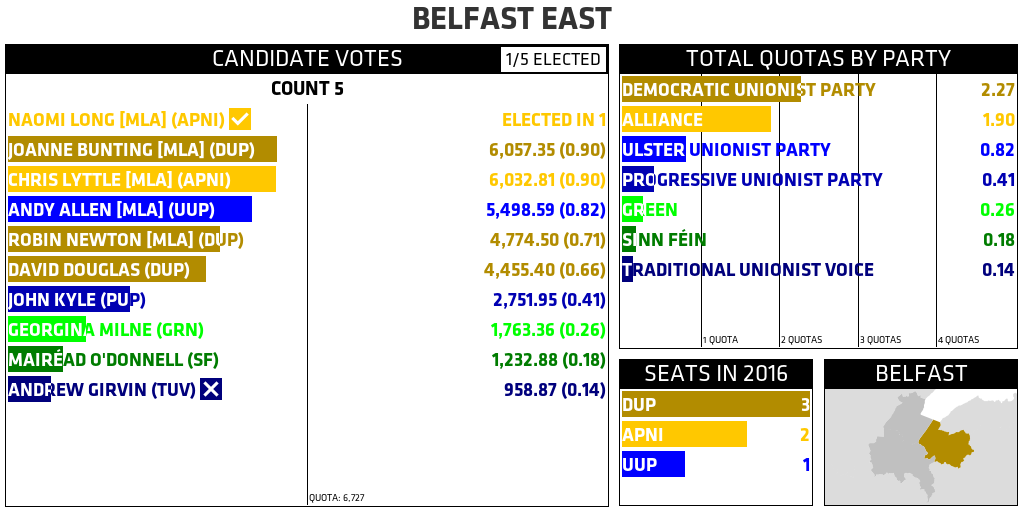 BELFAST EAST
CANDIDATE VOTES 1/5 ELECTED
COUNT 5
NAOMI LONG [MLA] (APNI) ELECTED IN 1
JOANNE BUNTING [MLA] (DUP) 6,057.35 (0.90)
CHRIS LYTTLE [MLA] (APNI) 6,032.81 (0.90)
ANDY ALLEN [MLA] (UUP) 5,498.59 (0.82)
ROBIN NEWTON [MLA] (DUP) 4,774.50 (0.71)
DAVID DOUGLAS (DUP) 4,455.40 (0.66)
JOHN KYLE (PUP) 2,751.95 (0.41)
GEORGINA MILNE (GRN) 1,763.36 (0.26)
MAIRÉAD O'DONNELL (SF) 1,232.88 (0.18)
ANDREW GIRVIN (TUV) 958.87 (0.14)
QUOTA: 6,727
TOTAL QUOTAS BY PARTY
DEMOCRATIC UNIONIST PARTY 2.27
ALLIANCE 1.90
ULSTER UNIONIST PARTY 0.82
PROGRESSIVE UNIONIST PARTY 0.41
GREEN 0.26
SINN FÉIN 0.18
TRADITIONAL UNIONIST VOICE 0.14
1 QUOTA 2 QUOTAS 3 QUOTAS 4 QUOTAS
SEATS IN 2016
DUP 3
APNI 2
UUP 1
BELFAST